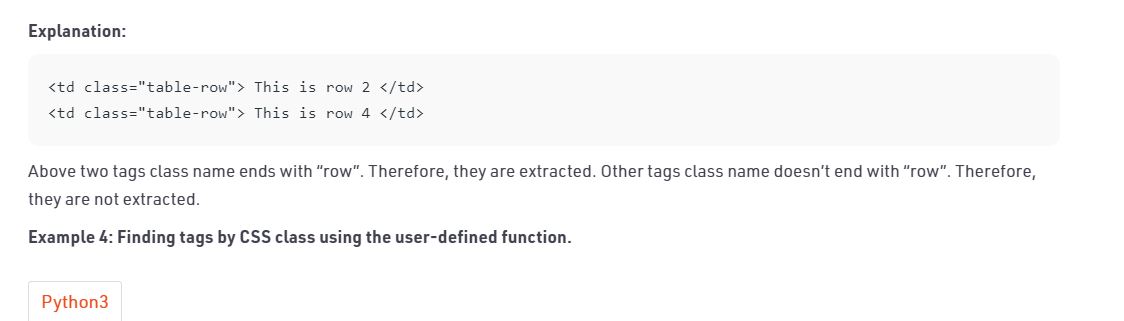 Explanation:
<td class="table-row"> This is row 2 </td>
<td class="table-row"> This is row 4 </td>
Above two tags class name ends with “row”. Therefore, they are extracted. Other tags class name doesn’t end with “row”. Therefore,
they are not extracted.
Example 4: Finding tags by CSS class using the user-defined function.
Python3